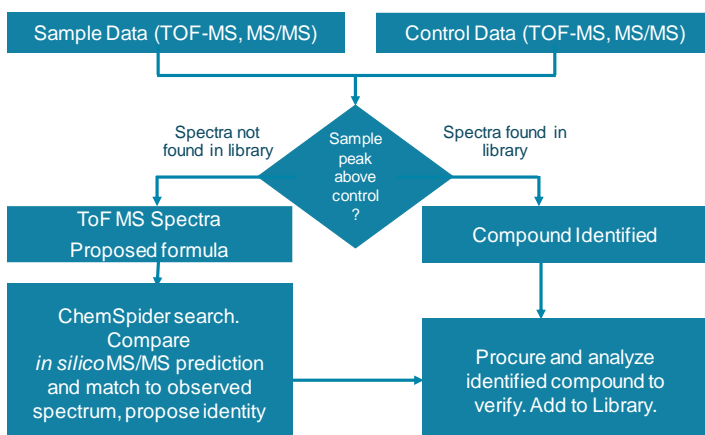 Sample Data (TOF-MS, MS/MS)
Control Data (TOF-MS, MS/MS)
Spectra not
found in library
Sample
peak
above
control
?
Spectra found in
library
ToF MS Spectra
Proposed formula
Compound Identified
ChemSpider search.
Compare
in silico MS/MS prediction
and match to observed
spectrum, propose identity
Procure and analyze
identified compound to
verify. Add to Library.